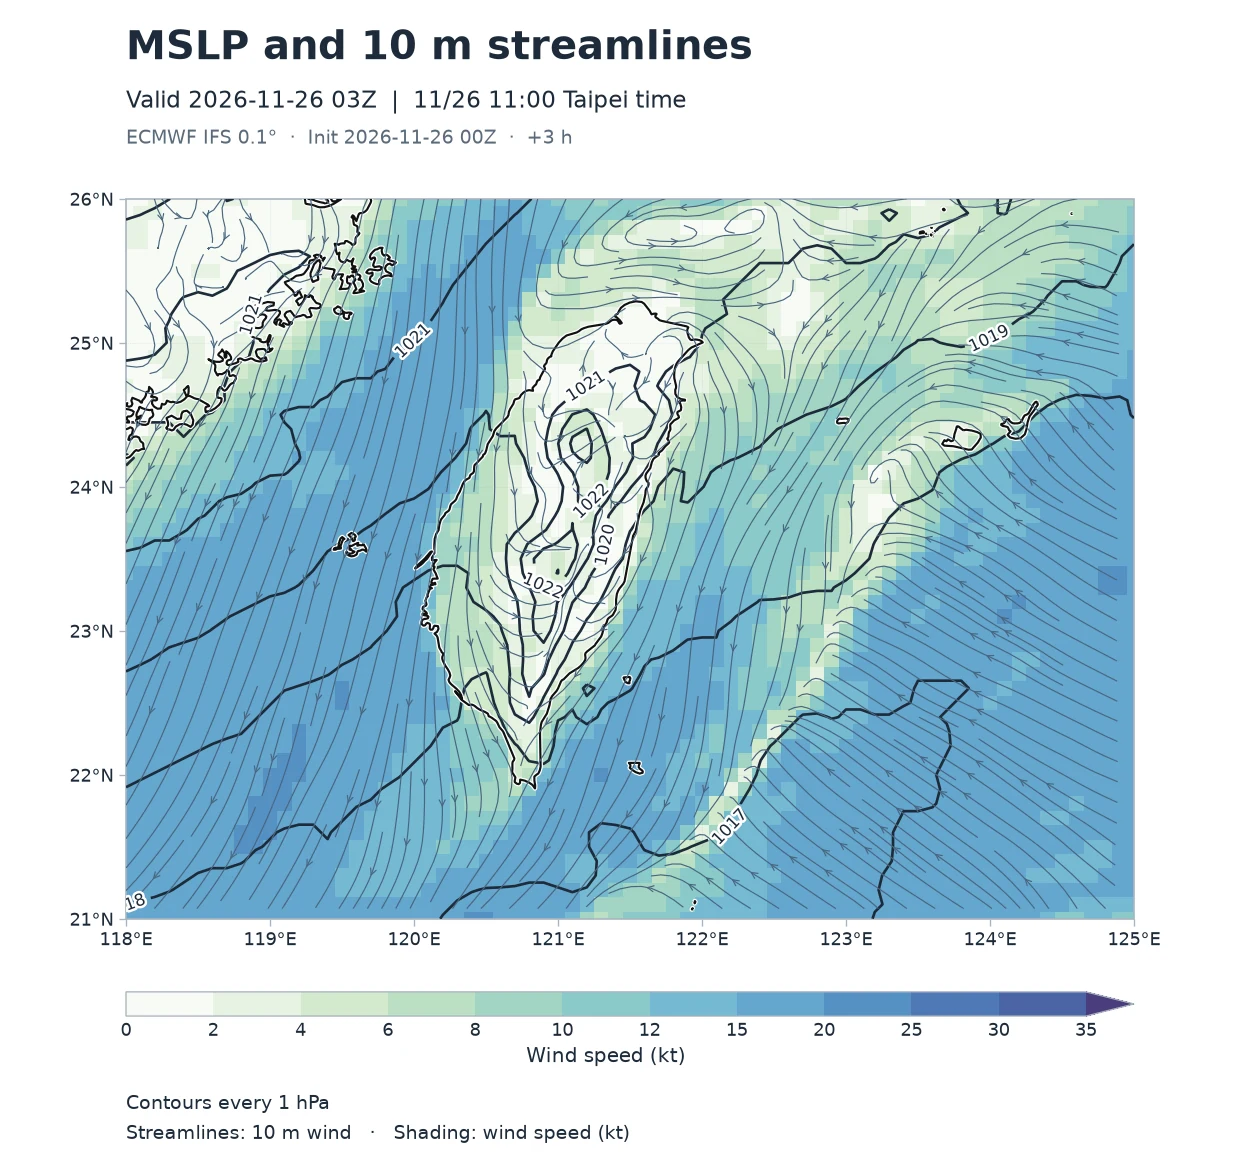 MSLP and 10 m streamlines
Valid 2026-11-26 03Z | 11/26 11:00 Taipei time
ECMWF IFS 0.1° · Init 2026-11-26 00Z · +3 h
26°N
25°N
24°N
23°N
22°N
21°N
1021
1021
1019
1021
1022
1020
1022
1017
18
118°E 119°E 120°E 121°E 122°E 123°E 124°E 125°E
0 2 4 6 8 10 12 15 20 25 30 35
Wind speed (kt)
Contours every 1 hPa
Streamlines: 10 m wind · Shading: wind speed (kt)